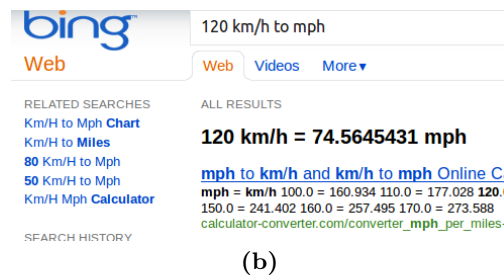 bing
120 km/h to mph
Web
Web Videos More▾
RELATED SEARCHES
Km/H to Mph Chart
Km/H to Miles
80 Km/H to Mph
50 Km/H to Mph
Km/H Mph Calculator
SEARCH HISTORY
ALL RESULTS
120 km/h = 74.5645431 mph
mph to km/h and km/h to mph Online
mph = km/h 100.0 = 160.934 110.0 = 177.028 120.
150.0 = 241.402 160.0 = 257.495 170.0 = 273.588
calculator-converter.com/converter_mph_per_miles-
(b)